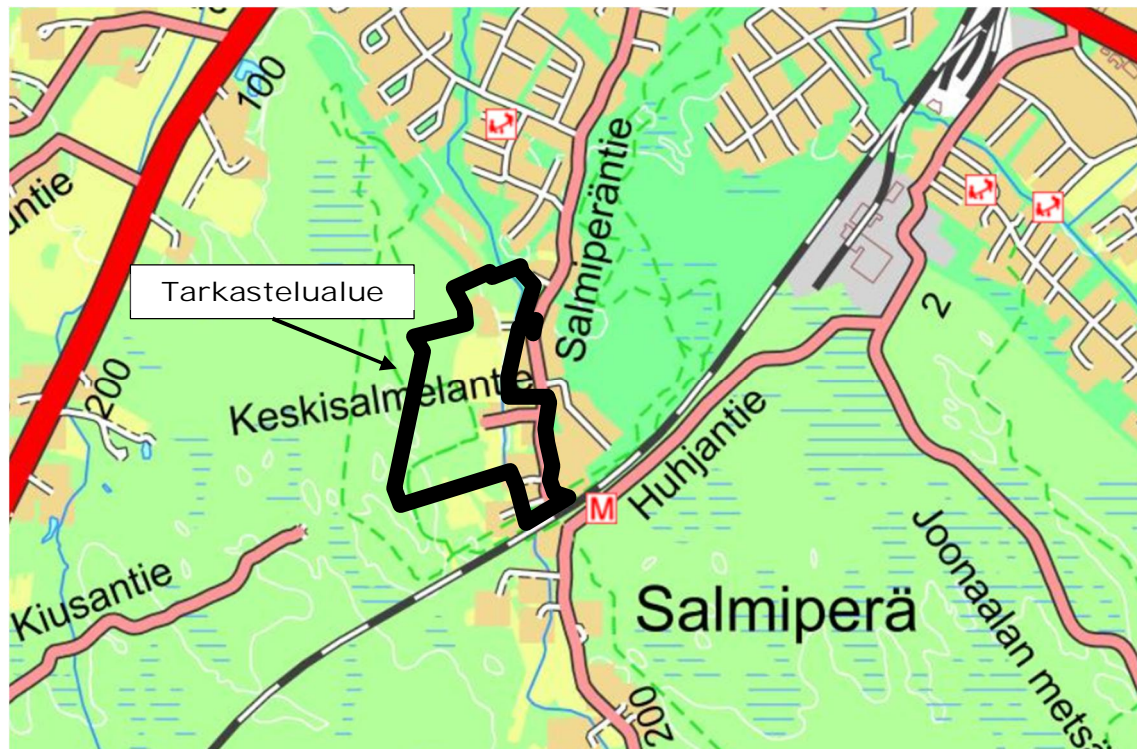 100
Salmiperäntie
untie
Tarkastelualue
2
200
Keskisalmelantie
Huhjantie
M
Joonaalan mets
Kiusantie
Salmiperä
200